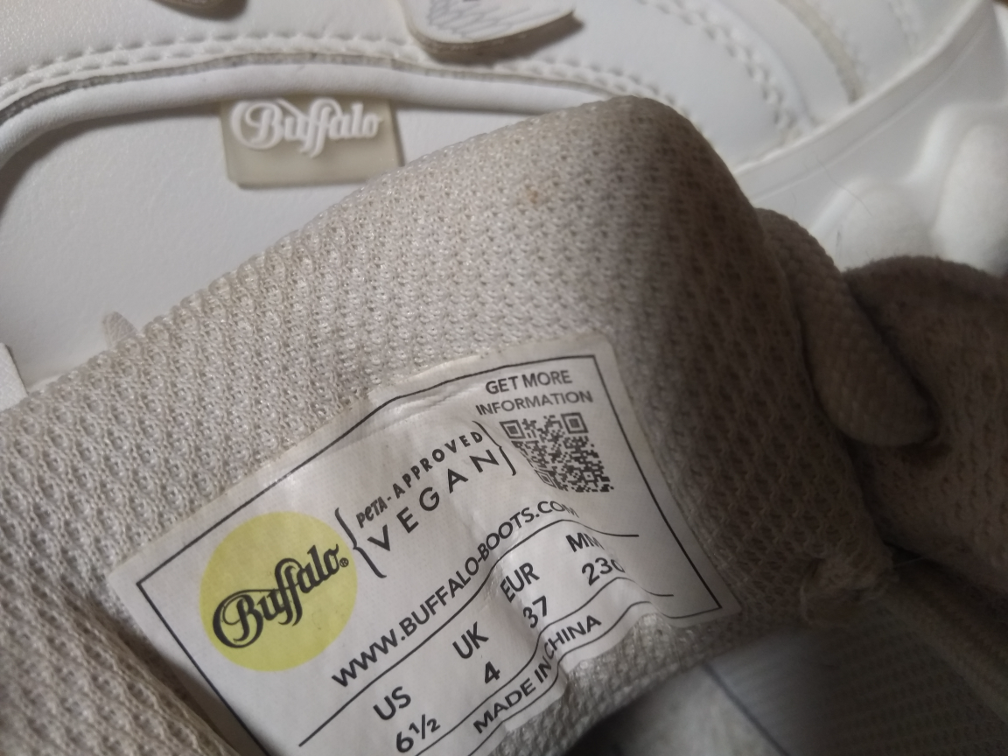 Buffalo
GET MORE
INFORMATION
PETA-APPROVED
VEGAN
Buffalo®
WWW.BUFFALO-BOOTS.COM
US UK EUR MM
6½ 4 37
MADE IN CHINA